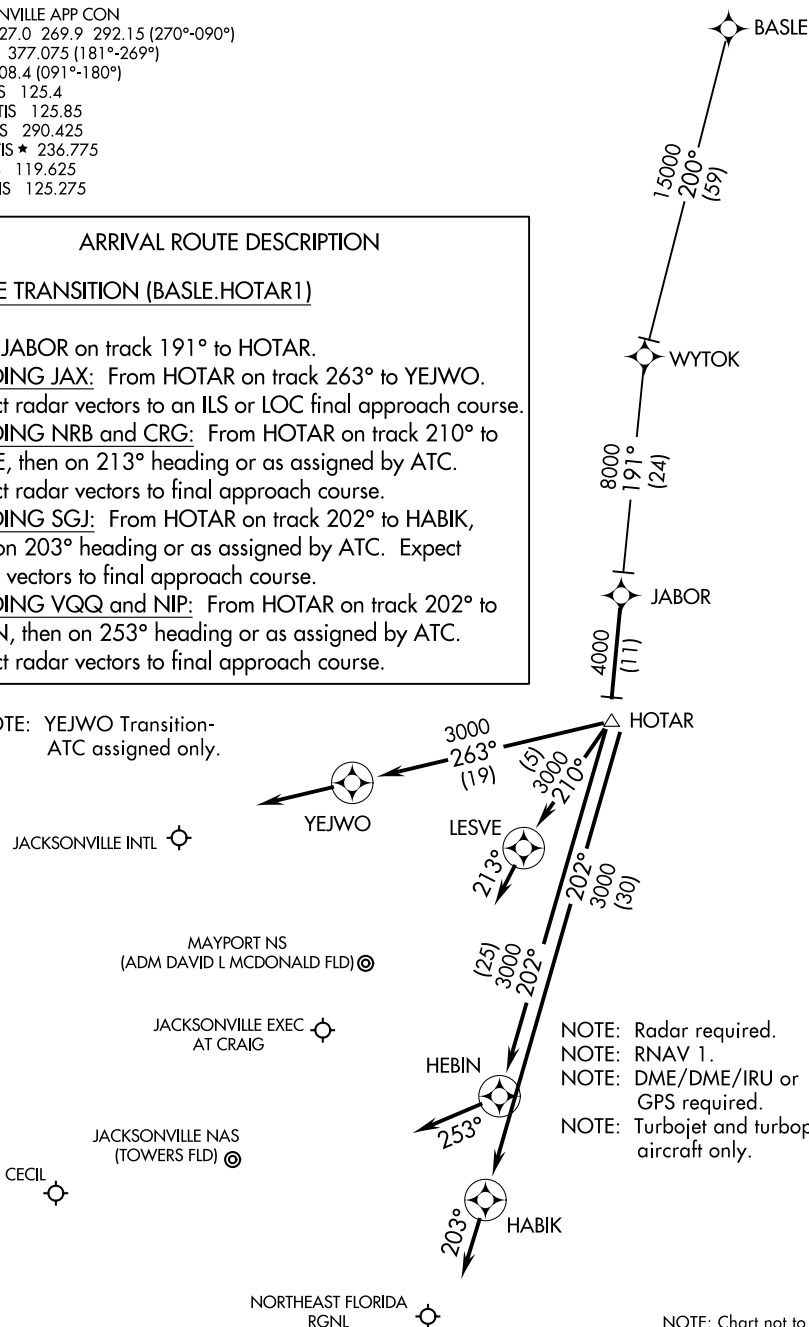 NVILLE APP CON
27.0 269.9 292.15 (270°-090°)
377.075 (181°-269°)
08.4 (091°-180°)
S 125.4
TIS 125.85
S 290.425
TIS ★ 236.775
119.625
IS 125.275
ARRIVAL ROUTE DESCRIPTION
E TRANSITION (BASLE.HOTAR1)
JABOR on track 191° to HOTAR.
DING JAX: From HOTAR on track 263° to YEJWO.
ct radar vectors to an ILS or LOC final approach course.
DING NRB and CRG: From HOTAR on track 210° to
E, then on 213° heading or as assigned by ATC.
ct radar vectors to final approach course.
DING SGJ: From HOTAR on track 202° to HABIK,
on 203° heading or as assigned by ATC. Expect
vectors to final approach course.
DING VQQ and NIP: From HOTAR on track 202° to
N, then on 253° heading or as assigned by ATC.
ct radar vectors to final approach course.
BASLE
15000
200°
(59)
WYTOK
8000
191°
(24)
JABOR
4000
(11)
HOTAR
OTE: YEJWO Transition-
ATC assigned only.
3000
263°
(19)
(5)
3000
210°
YEJWO
LESVE
213°
JACKSONVILLE INTL
202°
3000
(30)
(25)
3000
202°
MAYPORT NS
(ADM DAVID L MCDONALD FLD)
JACKSONVILLE EXEC
AT CRAIG
NOTE: Radar required.
NOTE: RNAV 1.
NOTE: DME/DME/IRU or
GPS required.
NOTE: Turbojet and turbop
aircraft only.
HEBIN
253°
JACKSONVILLE NAS
(TOWERS FLD)
CECIL
HABIK
203°
NORTHEAST FLORIDA
RGNL
NOTE: Chart not to